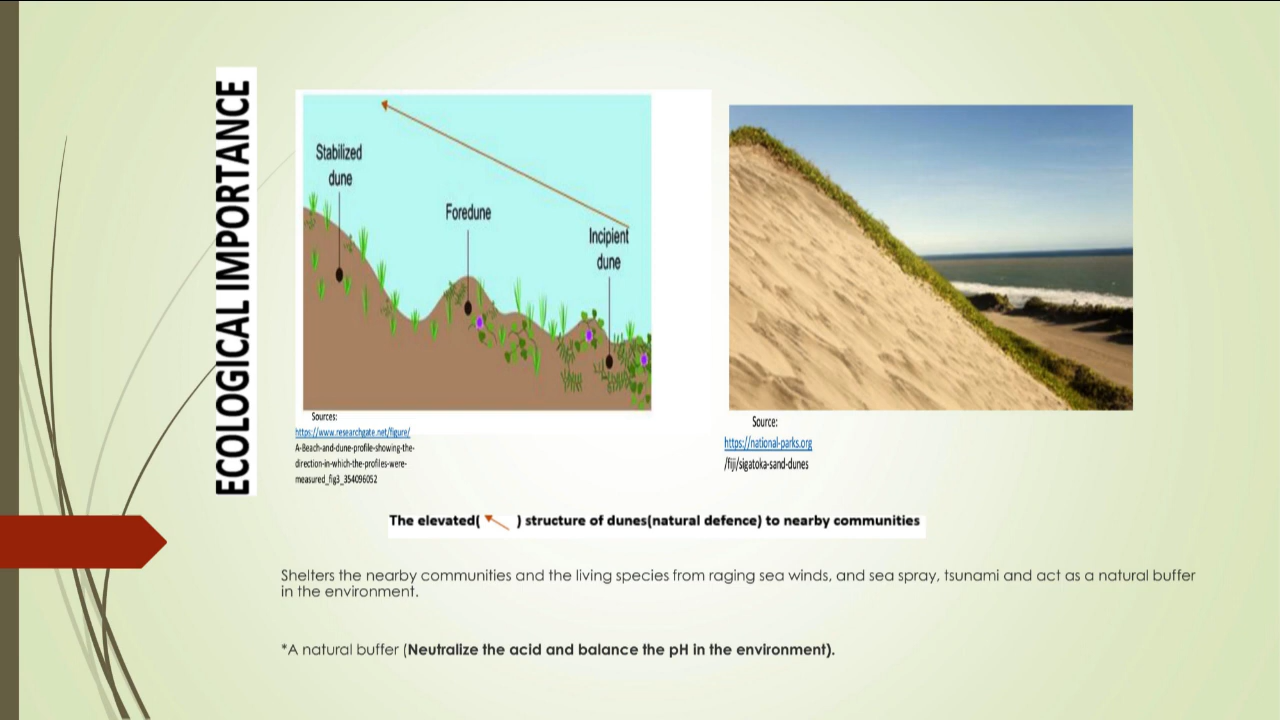 ECOLOGICAL IMPORTANCE
Stabilized
dune
Foredune
Incipient
dune
Sources:
https://www.researchgate.net/figure/
A-Beach-and-dune-profile-showing-the-
direction-in-which-the-profiles-were-
measured_fig3_354096052
Source:
https://national-parks.org
/fiji/sigatoka-sand-dunes
The elevated( ) structure of dunes(natural defence) to nearby communities
Shelters the nearby communities and the living species from raging sea winds, and sea spray, tsunami and act as a natural buffer
in the environment.
*A natural buffer (Neutralize the acid and balance the pH in the environment).